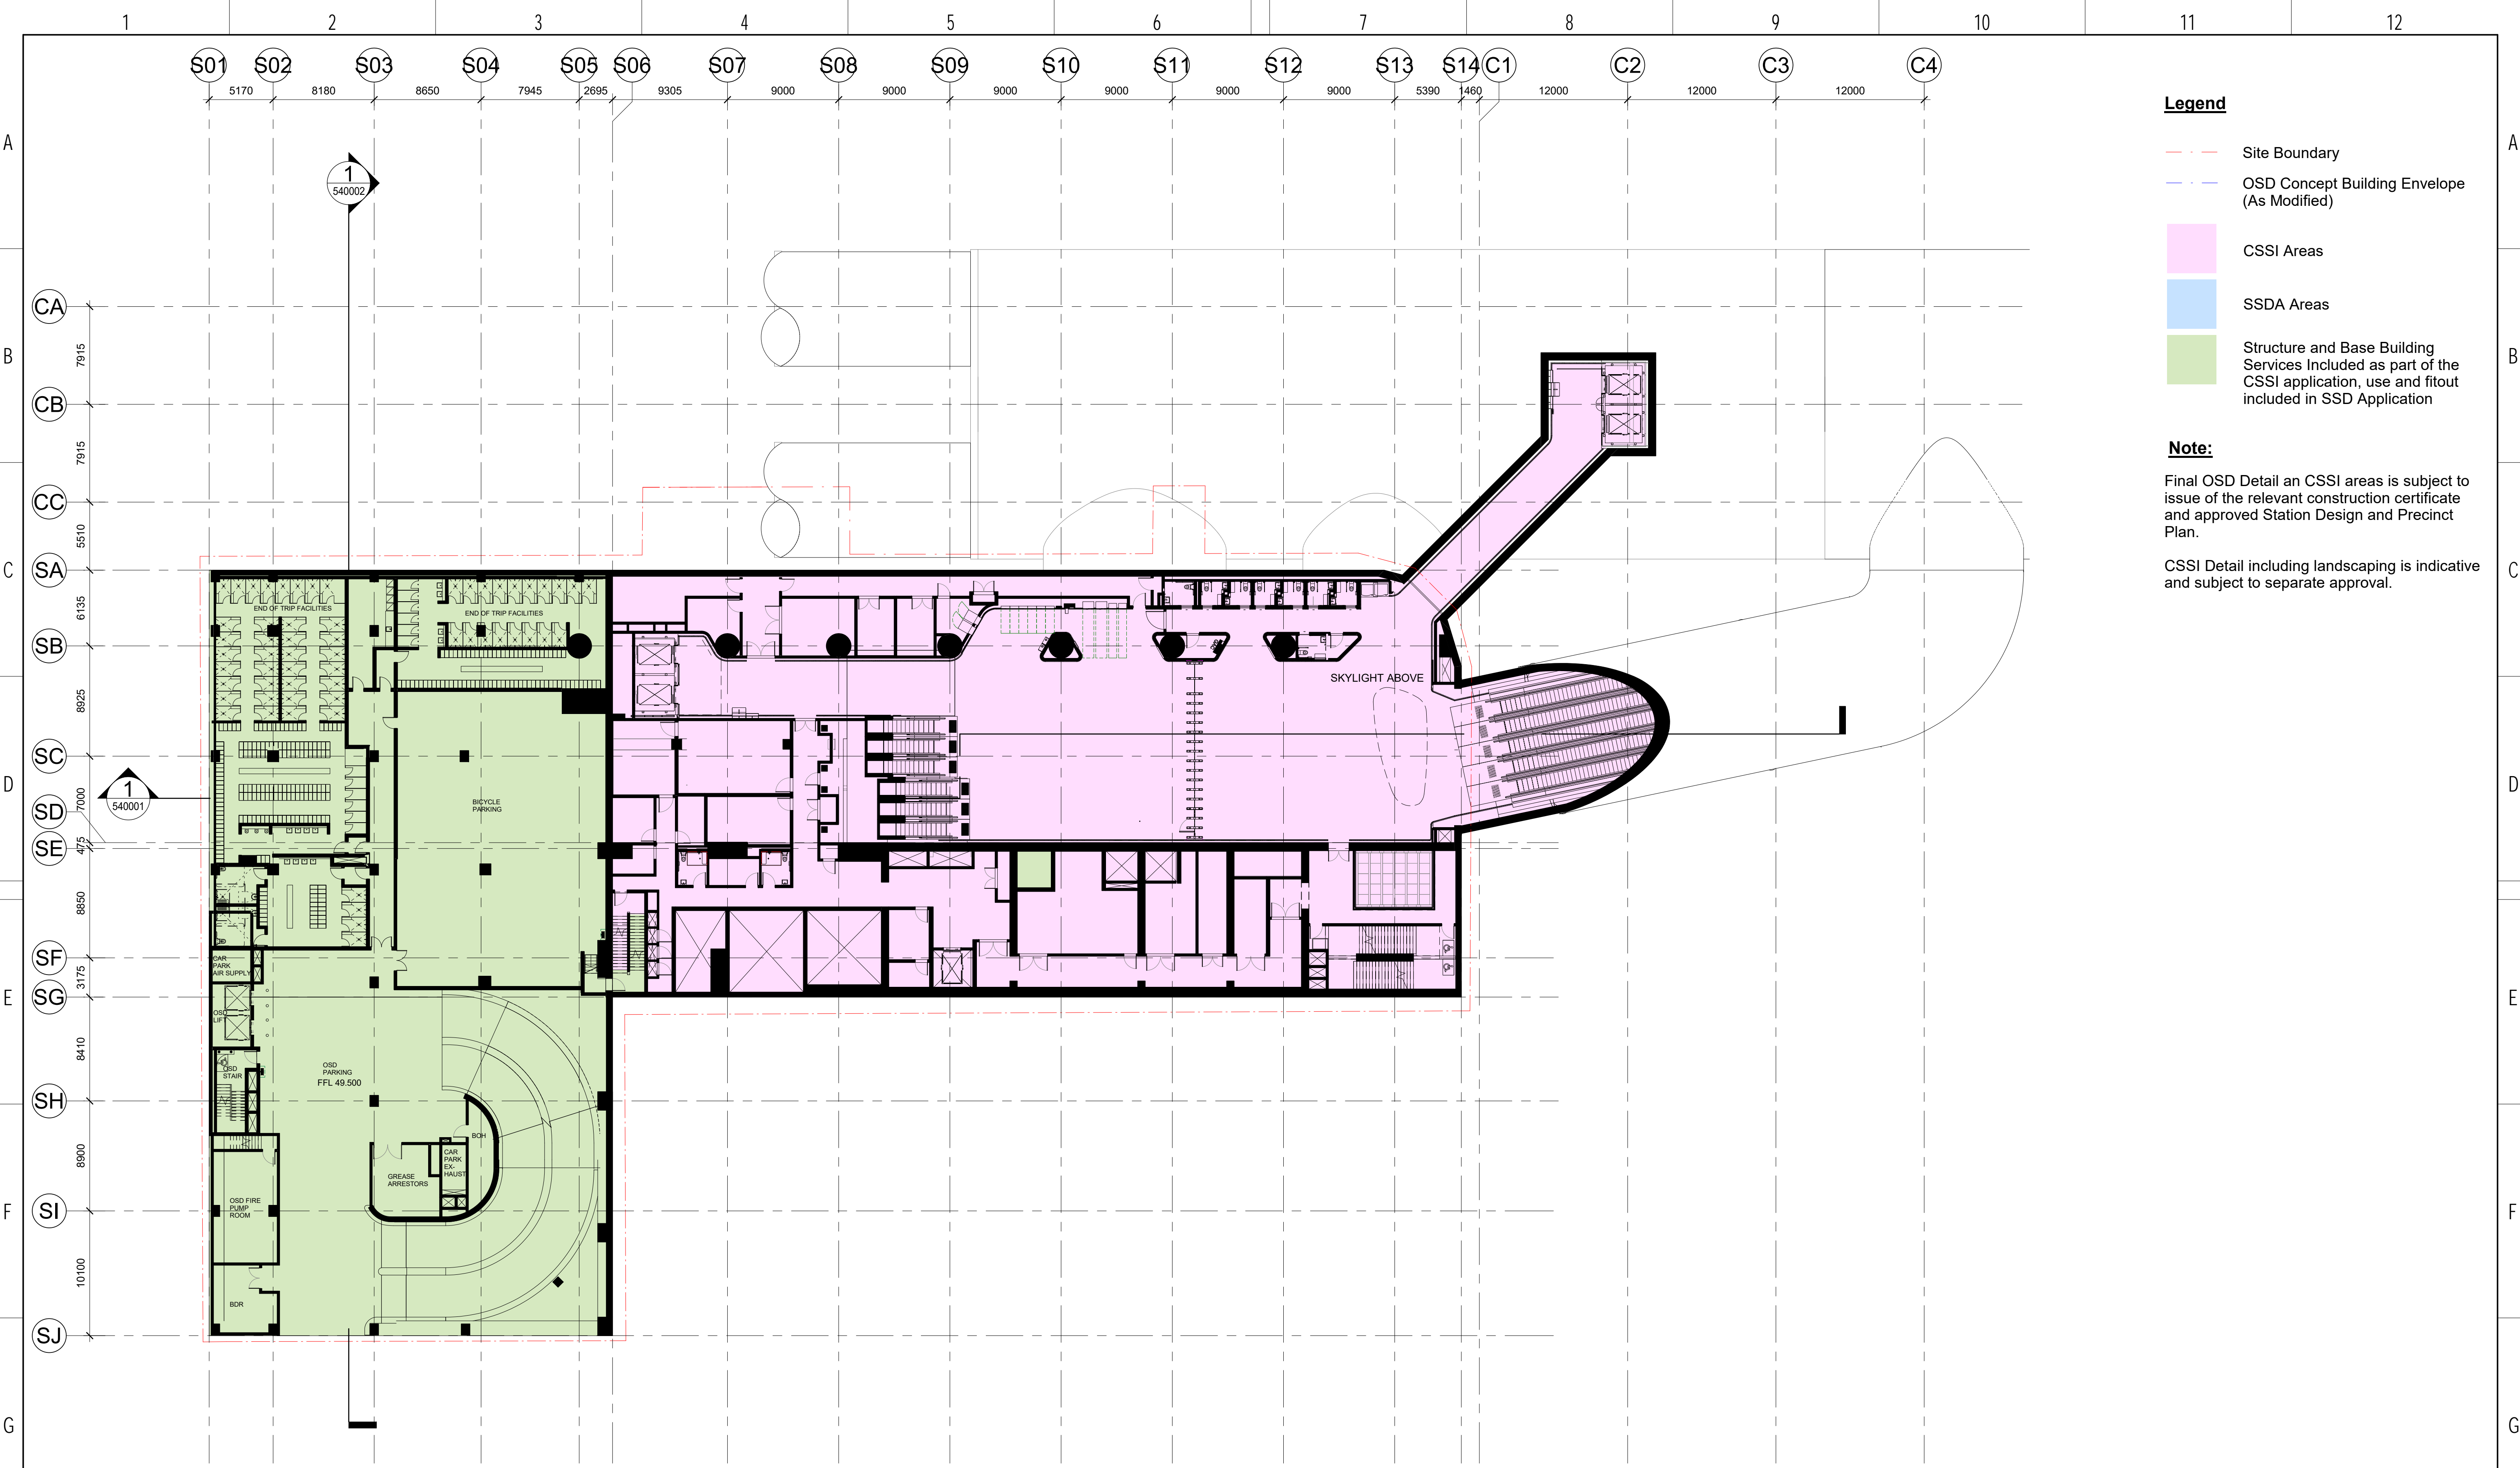 1 2 3 4 5 6 7 8 9 10 11 12
S01 S02 S03 S04 S05 S06 S07 S08 S09 S10 S11 S12 S13 S14 C1 C2 C3 C4
5170 8180 8650 7945 2695 9305 9000 9000 9000 9000 9000 9000 5390 1460 12000 12000 12000
Legend
Site Boundary
OSD Concept Building Envelope
(As Modified)
CSSI Areas
SSDA Areas
Structure and Base Building
Services Included as part of the
CSSI application, use and fitout
included in SSD Application
Note:
Final OSD Detail an CSSI areas is subject to
issue of the relevant construction certificate
and approved Station Design and Precinct
Plan.
CSSI Detail including landscaping is indicative
and subject to separate approval.
A A
B B
C C
D D
E E
F F
G G
1
540002
1
540001
CA
7915
CB
7915
CC
5510
SA
6135
SB
8925
SC
7000
SD
475
SE
8850
SF
3175
SG
8410
SH
8900
SI
10100
SJ
END OF TRIP FACILITIES
END OF TRIP FACILITIES
SKYLIGHT ABOVE
BICYCLE
PARKING
CAR
PARK
AIR SUPPLY
OSD
LIFT
OSD
STAIR
OSD
PARKING
FFL 49.500
BOH
CAR
PARK
EX-
HAUST
GREASE
ARRESTORS
OSD FIRE
PUMP
ROOM
BDR